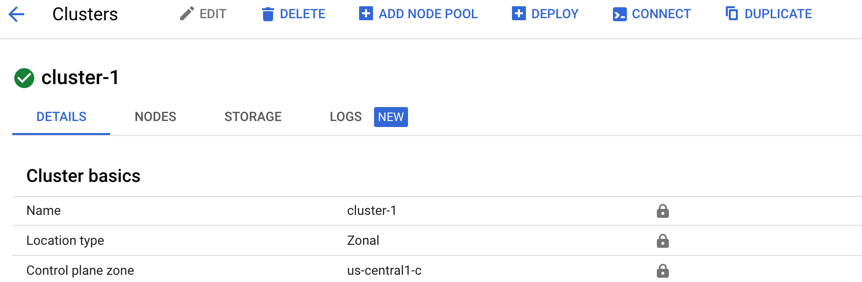 Clusters EDIT DELETE ADD NODE POOL DEPLOY CONNECT DUPLICATE
cluster-1
DETAILS NODES STORAGE LOGS NEW
Cluster basics
Name cluster-1
Location type Zonal
Control plane zone us-central1-c